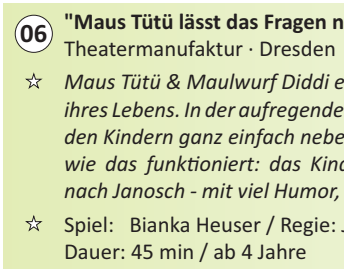 06 "Maus Tütü lässt das Fragen n
Theatermanufaktur · Dresden
Maus Tütü & Maulwurf Diddi e
ihres Lebens. In der aufregende
den Kindern ganz einfach nebe
wie das funktioniert: das Kind
nach Janosch - mit viel Humor,
Spiel: Bianka Heuser / Regie: J
Dauer: 45 min / ab 4 Jahre